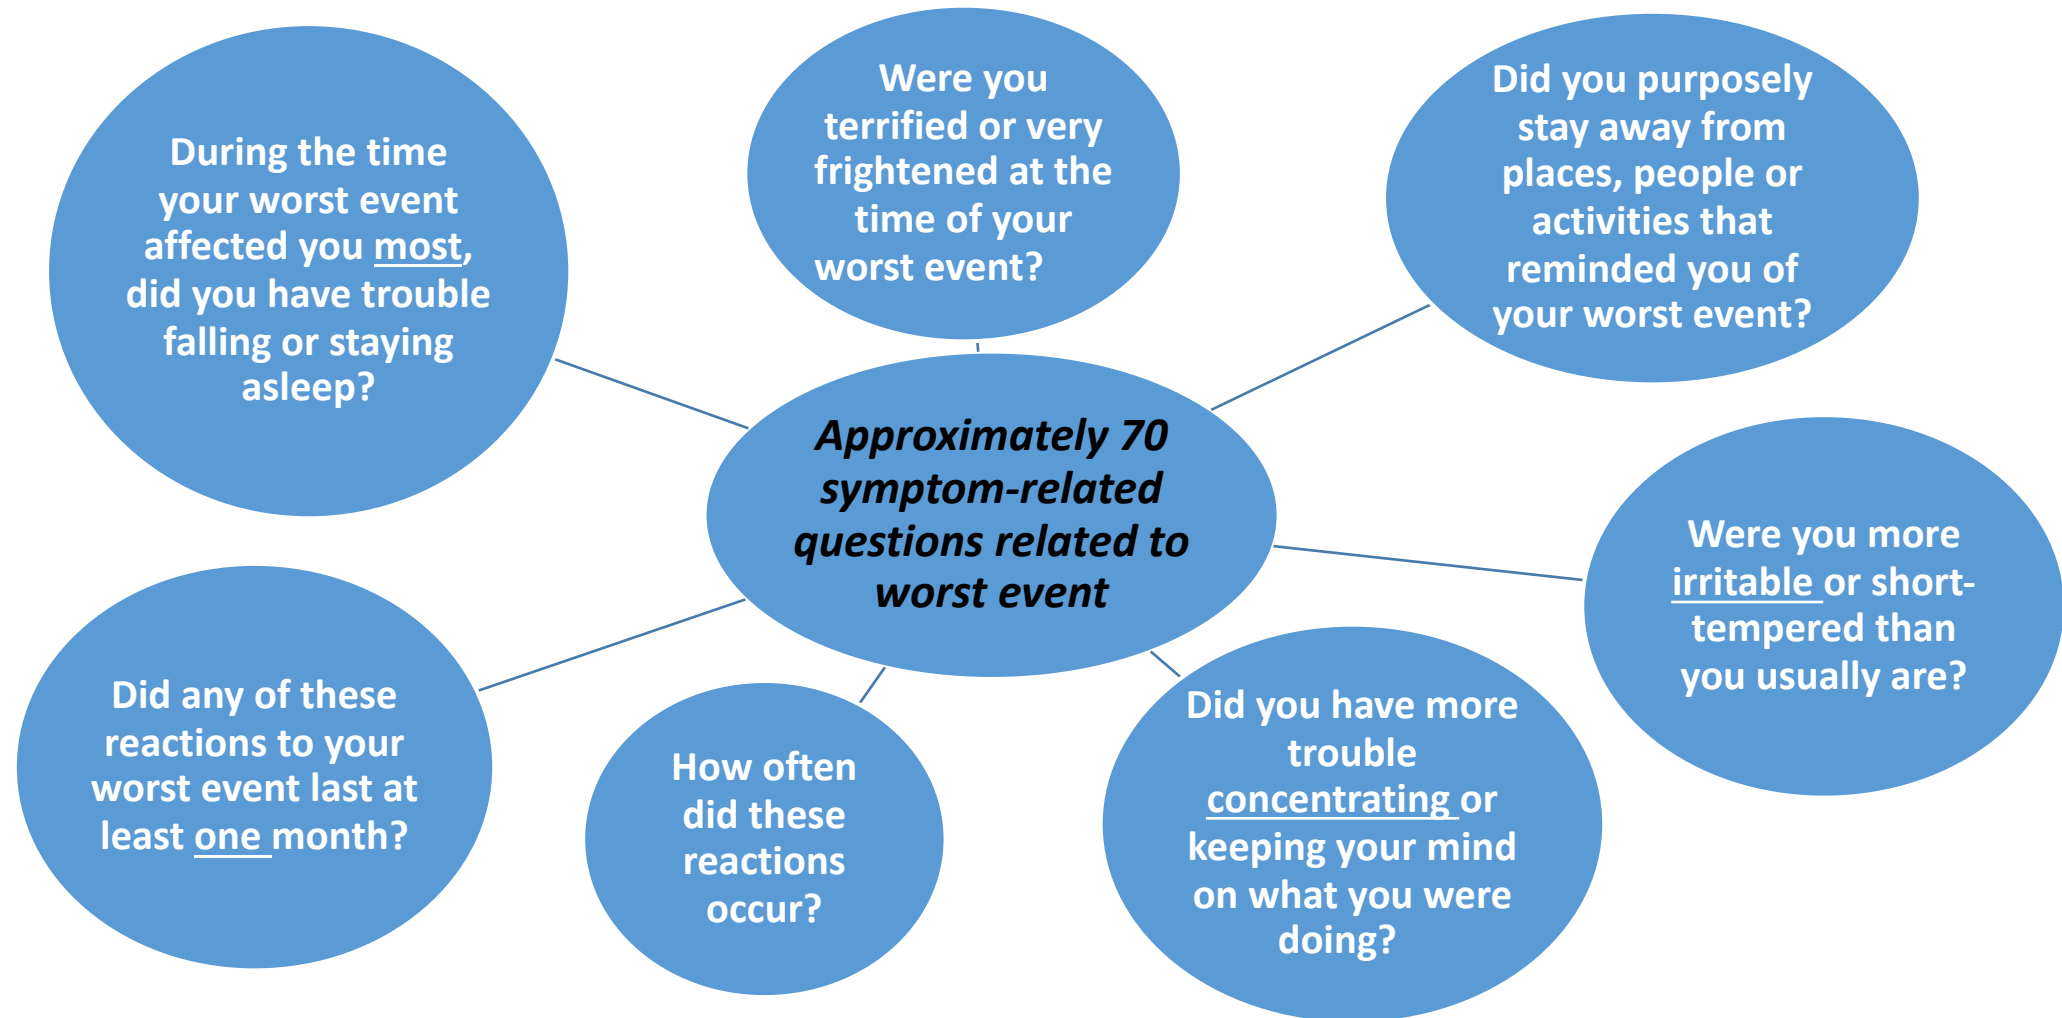 During the time
your worst event
affected you most,
did you have trouble
falling or staying
asleep?
Were you
terrified or very
frightened at the
time of your
worst event?
Did you purposely
stay away from
places, people or
activities that
reminded you of
your worst event?
Approximately 70
symptom-related
questions related to
worst event
Were you more
irritable or short-
tempered than
you usually are?
Did any of these
reactions to your
worst event last at
least one month?
How often
did these
reactions
occur?
Did you have more
trouble
concentrating or
keeping your mind
on what you were
doing?